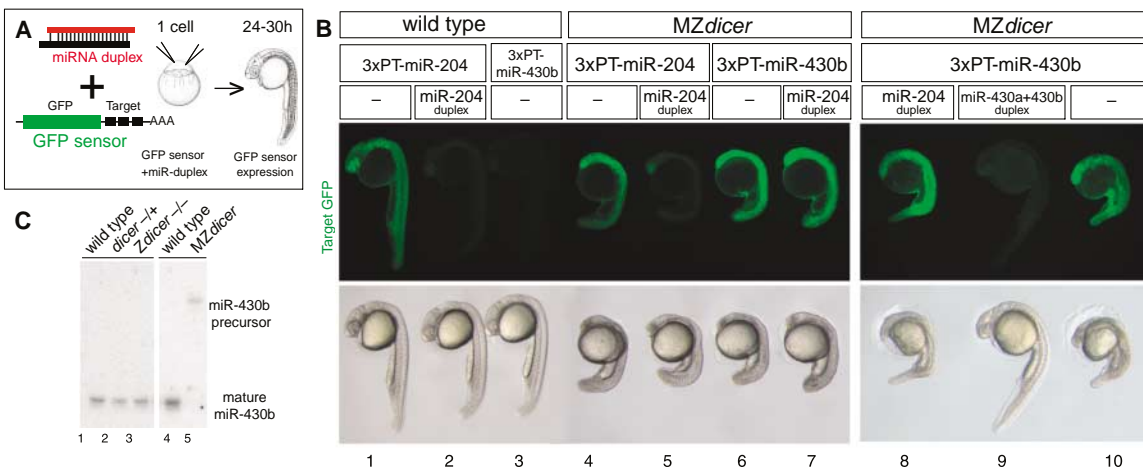 A
1 cell
24-30h
miRNA duplex
+
GFP
Target
AAA
GFP sensor
GFP sensor
+miR-duplex
GFP sensor
expression
B
wild type
MZdicer
MZdicer
3xPT-miR-204
3xPT-
miR-430b
3xPT-miR-204
3xPT-miR-430b
3xPT-miR-430b
–
miR-204
duplex
–
–
miR-204
duplex
–
miR-204
duplex
miR-204
duplex
miR-430a+430b
duplex
–
Target GFP
1 2 3 4 5 6 7 8 9 10
C
wild type
dicer –/+
Zdicer –/–
wild type
MZdicer
miR-430b
precursor
mature
miR-430b
1 2 3 4 5